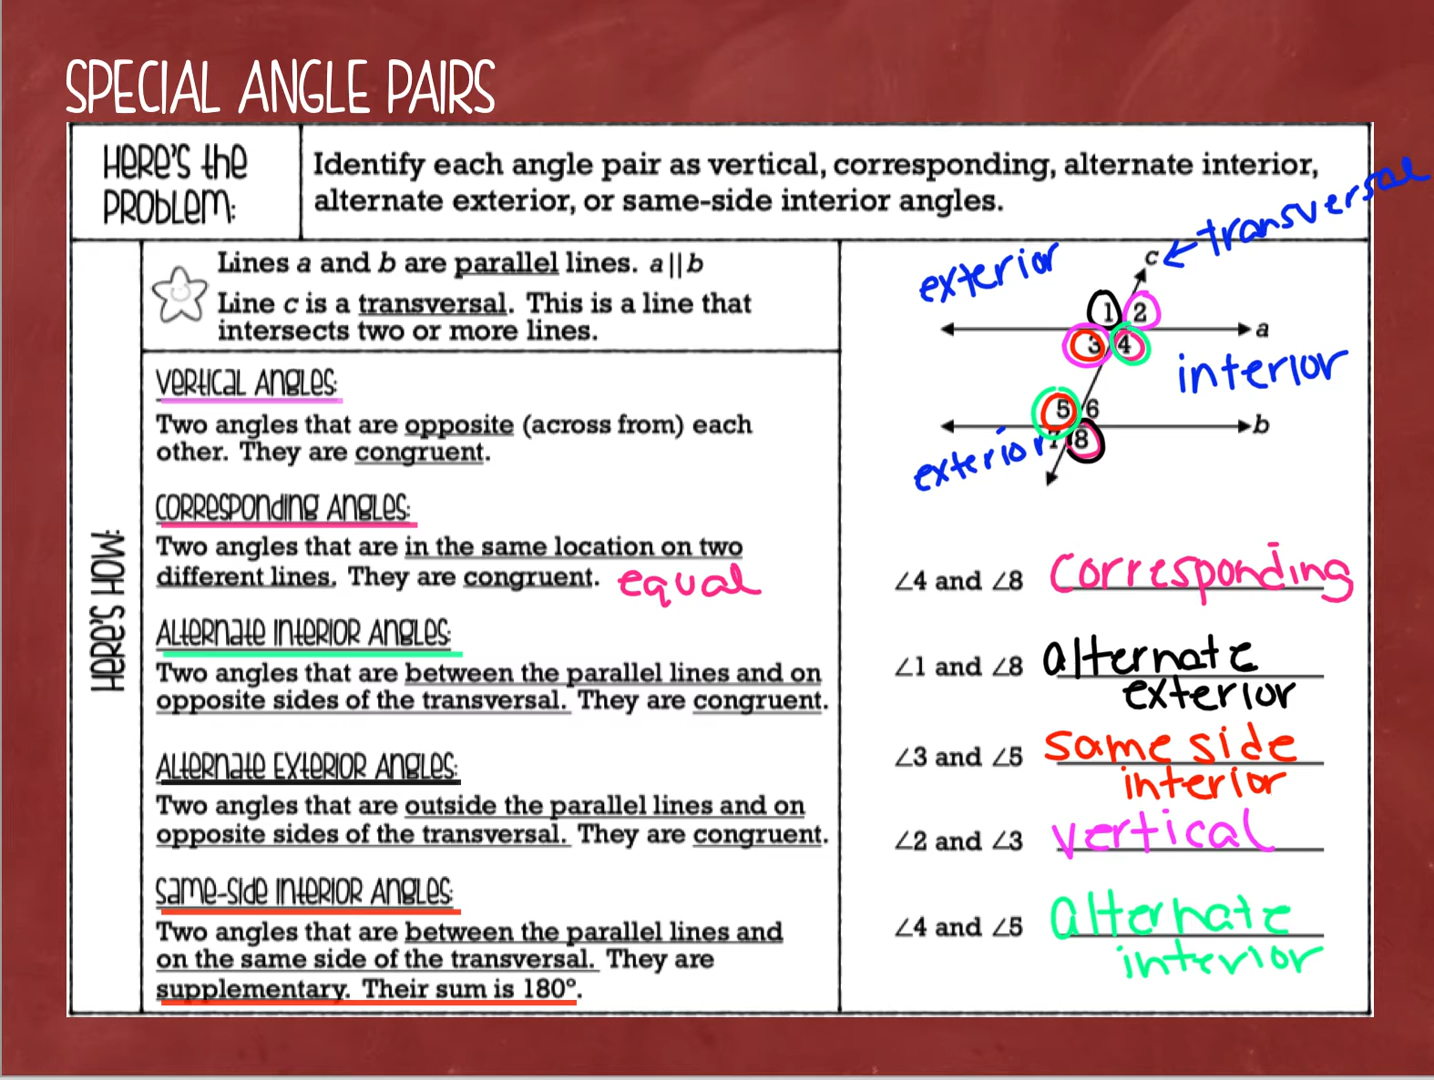 SPECIAL ANGLE PAIRS
HERE'S the
PROBLEM:
Identify each angle pair as vertical, corresponding, alternate interior,
alternate exterior, or same-side interior angles.
Lines a and b are parallel lines. a || b
Line c is a transversal. This is a line that
intersects two or more lines.
HERE'S HOW:
VERTICAL ANGLES:
Two angles that are opposite (across from) each
other. They are congruent.
CORRESPONDING ANGLES:
Two angles that are in the same location on two
different lines. They are congruent. equal
ALTERNATE INTERIOR ANGLES:
Two angles that are between the parallel lines and on
opposite sides of the transversal. They are congruent.
ALTERNATE EXTERIOR ANGLES:
Two angles that are outside the parallel lines and on
opposite sides of the transversal. They are congruent.
SAME-SIDE INTERIOR ANGLES:
Two angles that are between the parallel lines and
on the same side of the transversal. They are
supplementary. Their sum is 180°.
c ← transversal
exterior
1 2
a
3 4
interior
5 6
b
7 8
exterior
∠4 and ∠8 corresponding
∠1 and ∠8 alternate
exterior
∠3 and ∠5 same side
interior
∠2 and ∠3 vertical
∠4 and ∠5 alternate
interior